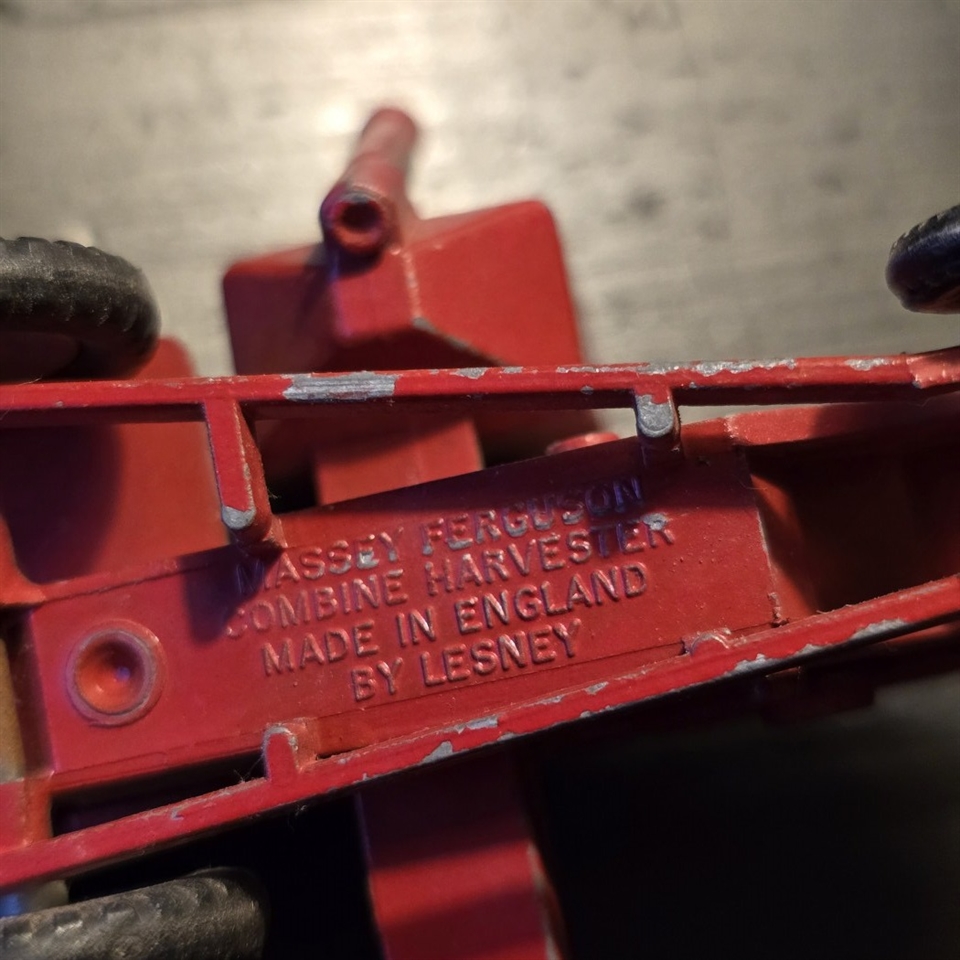 MASSEY FERGUSON
COMBINE HARVESTER
MADE IN ENGLAND
BY LESNEY